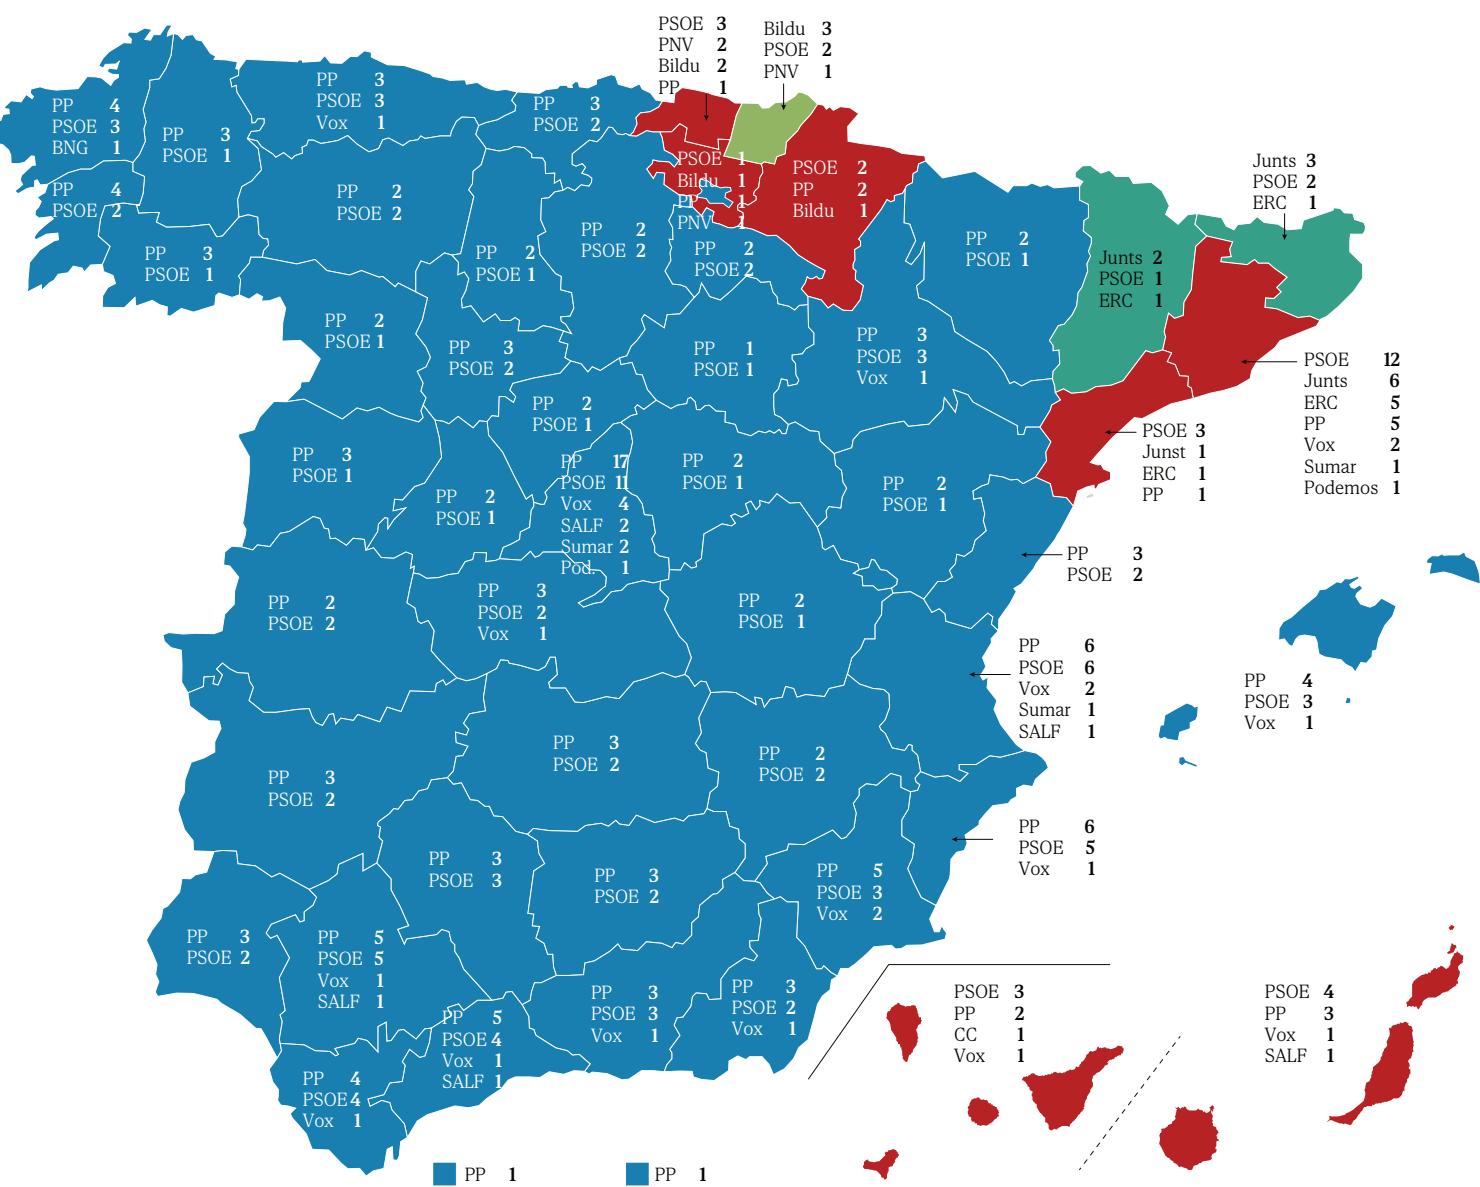 PSOE 3
PNV 2
Bildu 2
PP 1
Bildu 3
PSOE 2
PNV 1
PP 4
PSOE 3
BNG 1
PP 3
PSOE 1
PP 3
PSOE 3
Vox 1
PP 3
PSOE 2
PP 4
PSOE 2
PP 3
PSOE 1
PP 2
PSOE 2
PP 2
PSOE 1
PP 2
PSOE 2
PSOE 1
Bildu 1
PP 1
PNV 1
PSOE 2
PP 2
Bildu 1
PP 2
PSOE 2
PP 2
PSOE 1
Junts 2
PSOE 1
ERC 1
Junts 3
PSOE 2
ERC 1
PP 2
PSOE 1
PP 3
PSOE 2
PP 1
PSOE 1
PP 3
PSOE 3
Vox 1
PSOE 12
Junts 6
ERC 5
PP 5
Vox 2
Sumar 1
Podemos 1
PSOE 3
Junst 1
ERC 1
PP 1
PP 2
PSOE 1
PP 3
PSOE 1
PP 2
PSOE 1
PP 17
PSOE 11
Vox 4
SALF 2
Sumar 2
Pod. 1
PP 2
PSOE 1
PP 2
PSOE 1
PP 3
PSOE 2
PP 2
PSOE 2
PP 3
PSOE 2
Vox 1
PP 2
PSOE 1
PP 6
PSOE 6
Vox 2
Sumar 1
SALF 1
PP 4
PSOE 3
Vox 1
PP 3
PSOE 2
PP 3
PSOE 2
PP 2
PSOE 2
PP 6
PSOE 5
Vox 1
PP 3
PSOE 3
PP 3
PSOE 2
PP 5
PSOE 3
Vox 2
PP 3
PSOE 2
PP 5
PSOE 5
Vox 1
SALF 1
PP 5
PSOE 4
Vox 1
SALF 1
PP 3
PSOE 3
Vox 1
PP 3
PSOE 2
Vox 1
PSOE 3
PP 2
CC 1
Vox 1
PSOE 4
PP 3
Vox 1
SALF 1
PP 4
PSOE 4
Vox 1
PP 1
PP 1